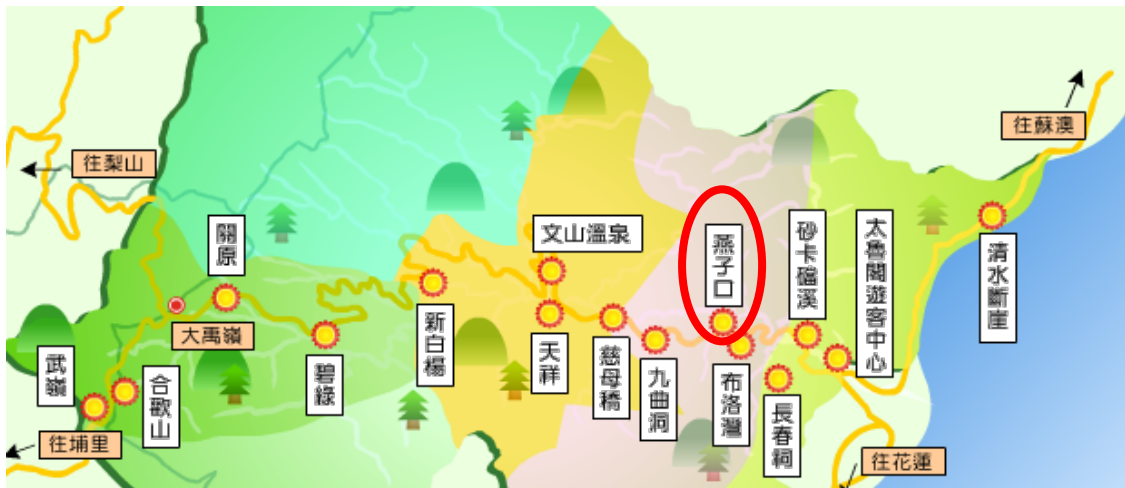 往蘇澳
往梨山
開原
文山溫泉
燕子口
砂卡礑溪
太魯閣遊客中心
清水斷崖
大禹嶺
新白楊
天祥
慈母橋
九曲洞
布洛灣
長春祠
碧綠
武嶺
合歡山
往埔里
往花蓮